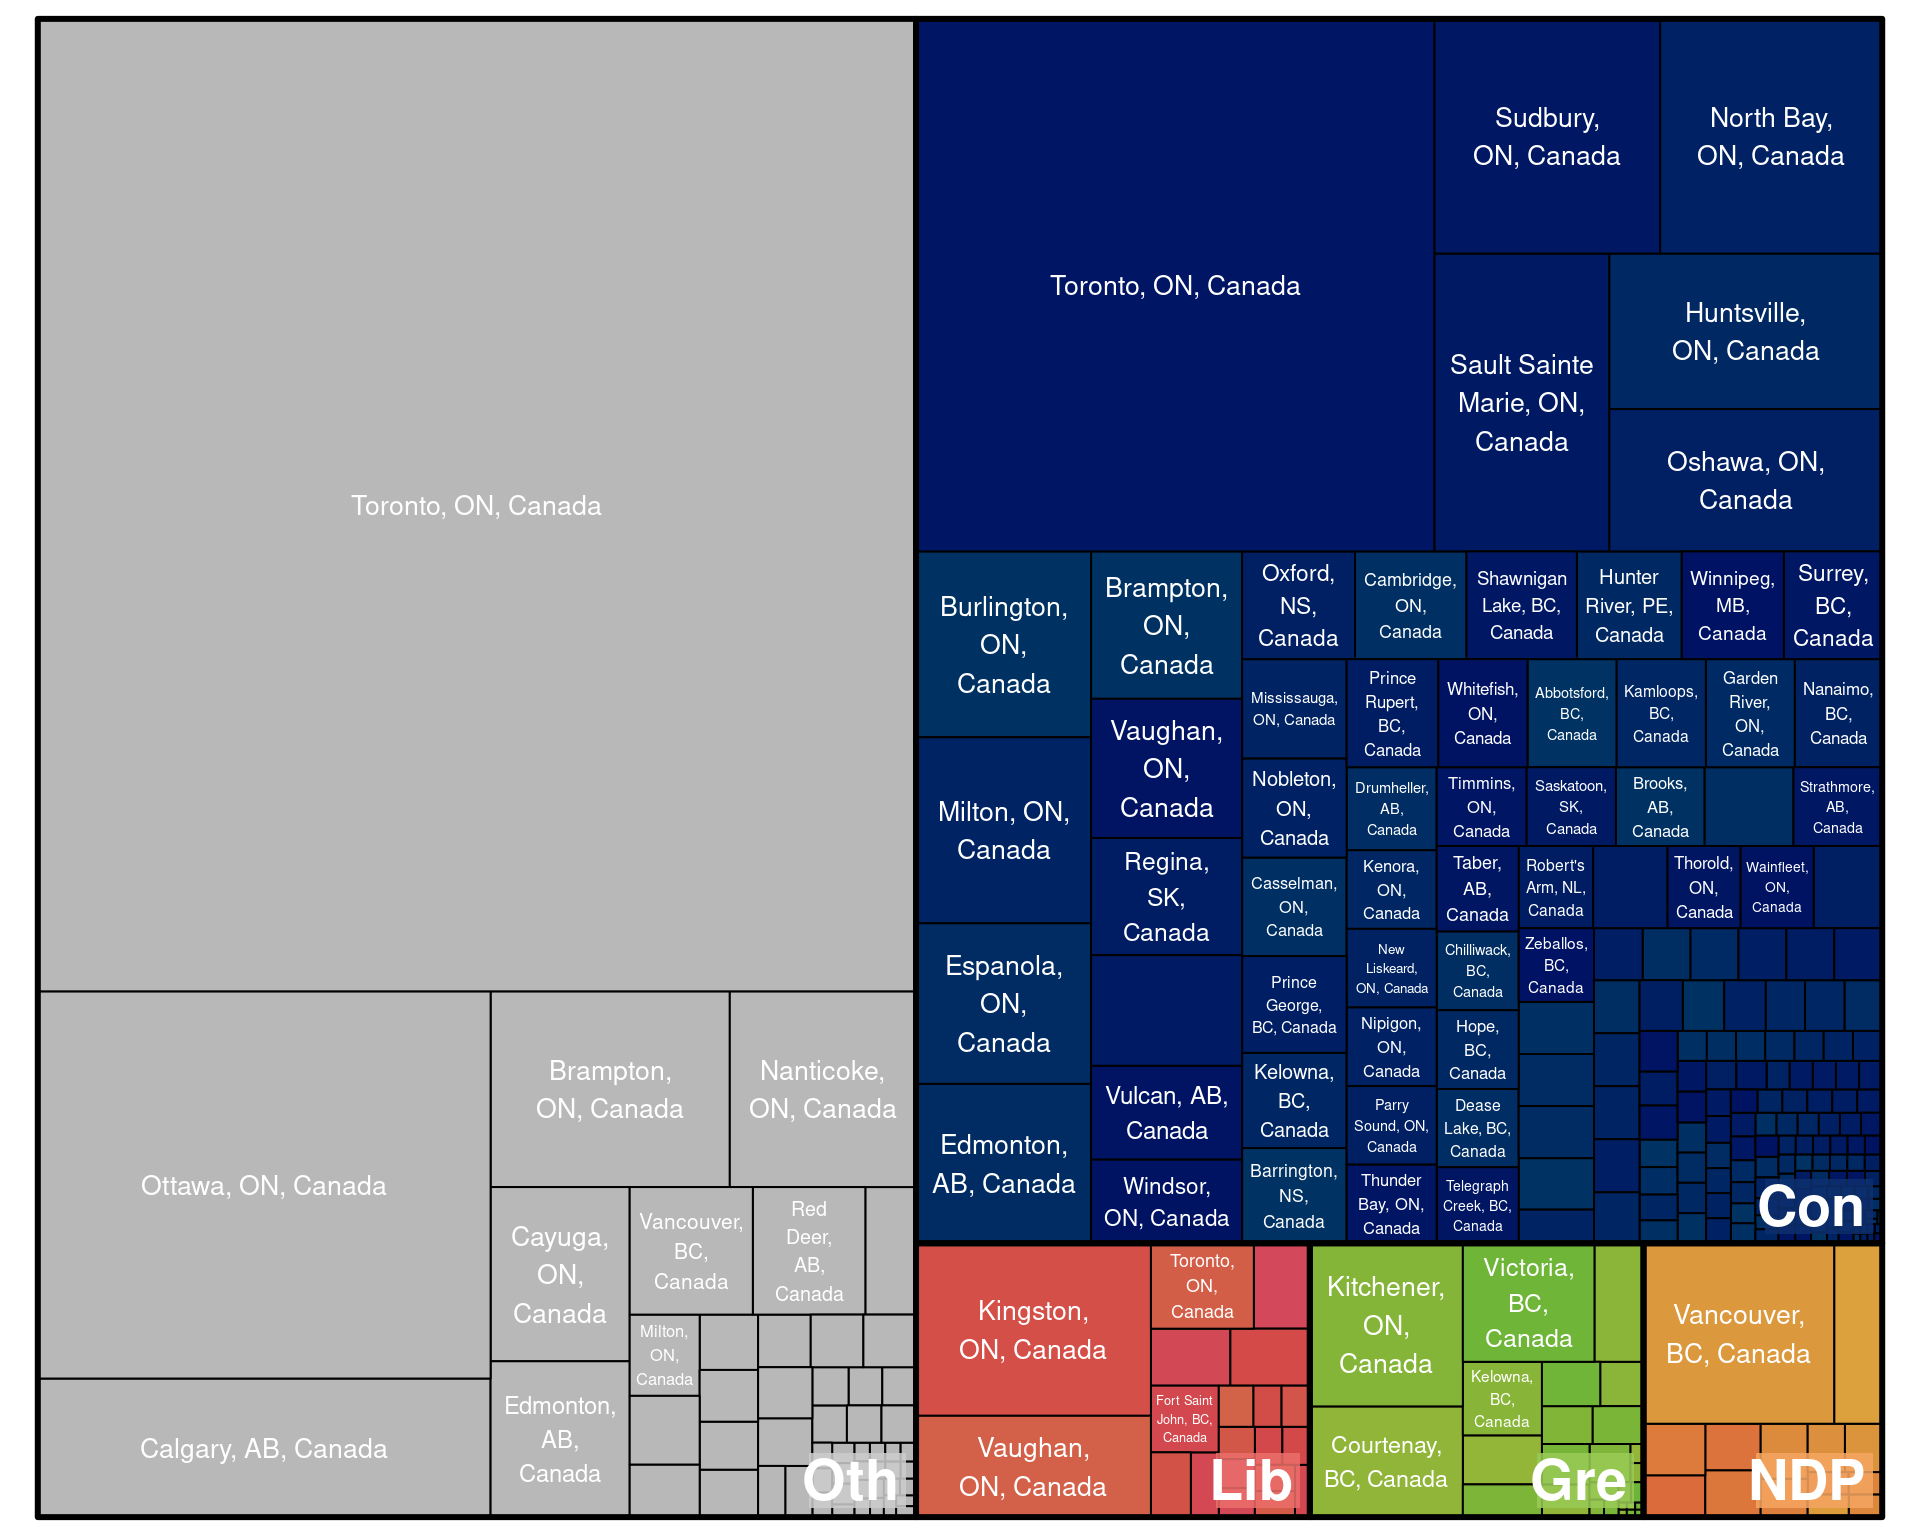 Toronto, ON, Canada
Ottawa, ON, Canada
Calgary, AB, Canada
Brampton,
ON, Canada
Nanticoke,
ON, Canada
Cayuga,
ON,
Canada
Edmonton,
AB,
Canada
Vancouver,
BC,
Canada
Red
Deer,
AB,
Canada
Milton,
ON,
Canada
Oth
Toronto, ON, Canada
Sudbury,
ON, Canada
North Bay,
ON, Canada
Sault Sainte
Marie, ON,
Canada
Huntsville,
ON, Canada
Oshawa, ON,
Canada
Burlington,
ON,
Canada
Milton, ON,
Canada
Espanola,
ON,
Canada
Edmonton,
AB, Canada
Brampton,
ON,
Canada
Vaughan,
ON,
Canada
Regina,
SK,
Canada
Vulcan, AB,
Canada
Windsor,
ON, Canada
Oxford,
NS,
Canada
Cambridge,
ON,
Canada
Shawnigan
Lake, BC,
Canada
Hunter
River, PE,
Canada
Winnipeg,
MB,
Canada
Surrey,
BC,
Canada
Mississauga,
ON, Canada
Nobleton,
ON,
Canada
Casselman,
ON,
Canada
Prince
George,
BC, Canada
Kelowna,
BC,
Canada
Barrington,
NS,
Canada
Prince
Rupert,
BC,
Canada
Whitefish,
ON,
Canada
Abbotsford,
BC,
Canada
Kamloops,
BC,
Canada
Garden
River,
ON,
Canada
Nanaimo,
BC,
Canada
Drumheller,
AB,
Canada
Kenora,
ON,
Canada
New
Liskeard,
ON, Canada
Nipigon,
ON,
Canada
Parry
Sound, ON,
Canada
Thunder
Bay, ON,
Canada
Timmins,
ON,
Canada
Saskatoon,
SK,
Canada
Brooks,
AB,
Canada
Strathmore,
AB,
Canada
Taber,
AB,
Canada
Chilliwack,
BC,
Canada
Hope,
BC,
Canada
Dease
Lake, BC,
Canada
Telegraph
Creek, BC,
Canada
Robert's
Arm, NL,
Canada
Thorold,
ON,
Canada
Wainfleet,
ON,
Canada
Zeballos,
BC,
Canada
Con
Kingston,
ON, Canada
Vaughan,
ON, Canada
Toronto,
ON,
Canada
Fort Saint
John, BC,
Canada
Lib
Kitchener,
ON,
Canada
Courtenay,
BC, Canada
Victoria,
BC,
Canada
Kelowna,
BC,
Canada
Gre
Vancouver,
BC, Canada
NDP